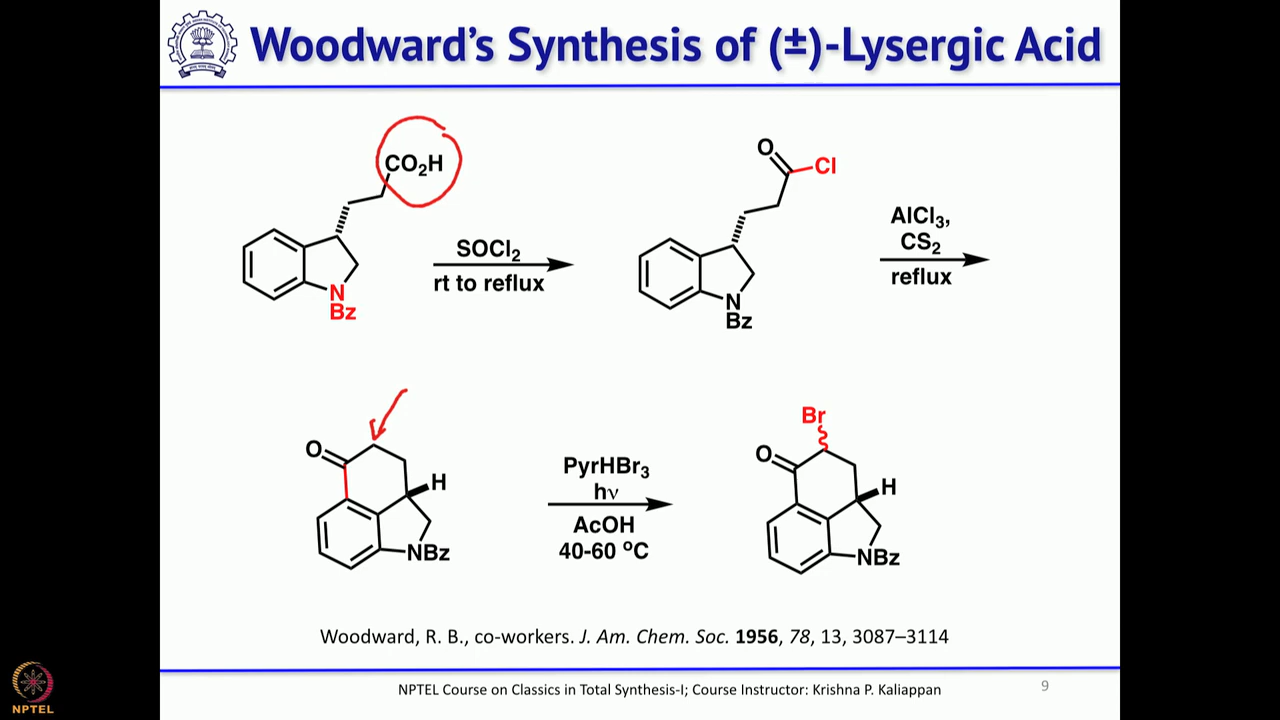 Woodward's Synthesis of (±)-Lysergic Acid
CO₂H
N
Bz
SOCl₂
rt to reflux
O
Cl
N
Bz
AlCl₃,
CS₂
reflux
O
H
NBz
PyrHBr₃
hν
AcOH
40-60 ⁰C
Br
O
H
NBz
Woodward, R. B., co-workers. J. Am. Chem. Soc. 1956, 78, 13, 3087–3114
NPTEL Course on Classics in Total Synthesis-I; Course Instructor: Krishna P. Kaliappan
9
NPTEL